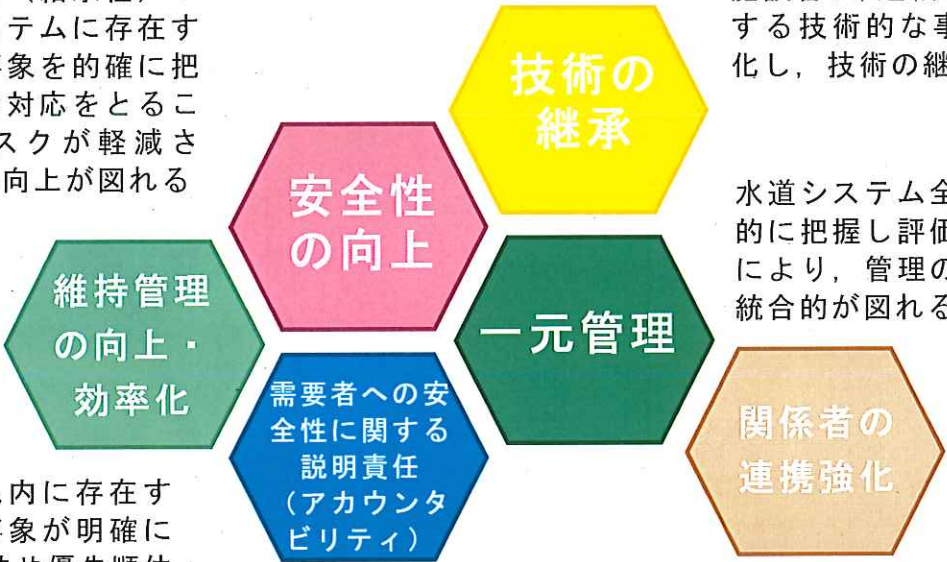 テムに存在す
象を的確に把
対応をとるこ
スクが軽減さ
向上が図れる
技術の
継承
する技術的な事
化し，技術の継
安全性
の向上
水道システム全
的に把握し評価
により，管理の
統合的が図れる
維持管理
の向上・
効率化
一元管理
需要者への安
全性に関する
説明責任
（アカウンタ
ビリティ）
関係者の
連携強化
内に存在す
象が明確に